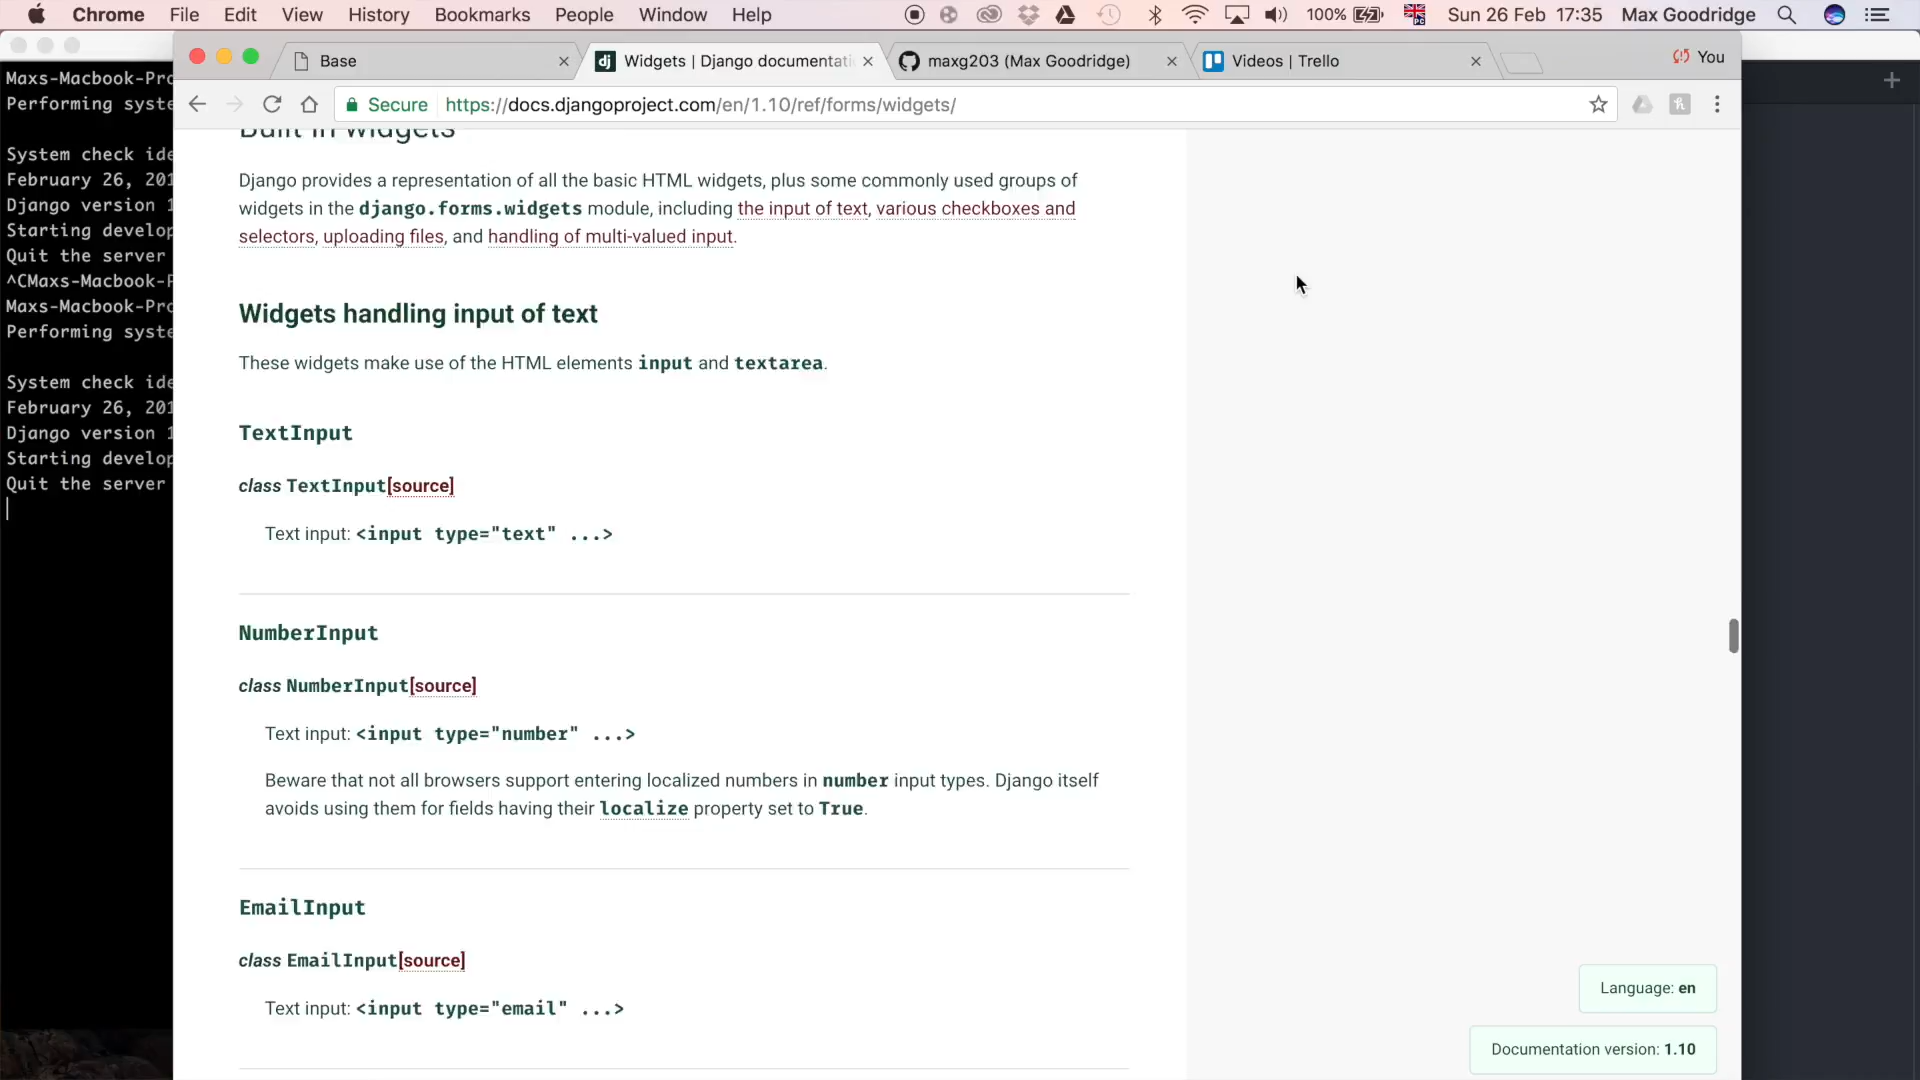 Chrome File Edit View History Bookmarks People Window Help 100% Sun 26 Feb 17:35 Max Goodridge
Base
Widgets | Django documentati
maxg203 (Max Goodridge)
Videos | Trello
You
Secure https://docs.djangoproject.com/en/1.10/ref/forms/widgets/
Maxs-Macbook-Pro
Performing syste
System check ide
February 26, 201
Django version 1
Starting develop
Quit the server
^CMaxs-Macbook-P
Maxs-Macbook-Pro
Performing syste
System check ide
February 26, 201
Django version 1
Starting develop
Quit the server
Built in widgets
Django provides a representation of all the basic HTML widgets, plus some commonly used groups of
widgets in the django.forms.widgets module, including the input of text, various checkboxes and
selectors, uploading files, and handling of multi-valued input.
Widgets handling input of text
These widgets make use of the HTML elements input and textarea.
TextInput
class TextInput[source]
Text input: <input type="text" ...>
NumberInput
class NumberInput[source]
Text input: <input type="number" ...>
Beware that not all browsers support entering localized numbers in number input types. Django itself
avoids using them for fields having their localize property set to True.
EmailInput
class EmailInput[source]
Text input: <input type="email" ...>
Language: en
Documentation version: 1.10